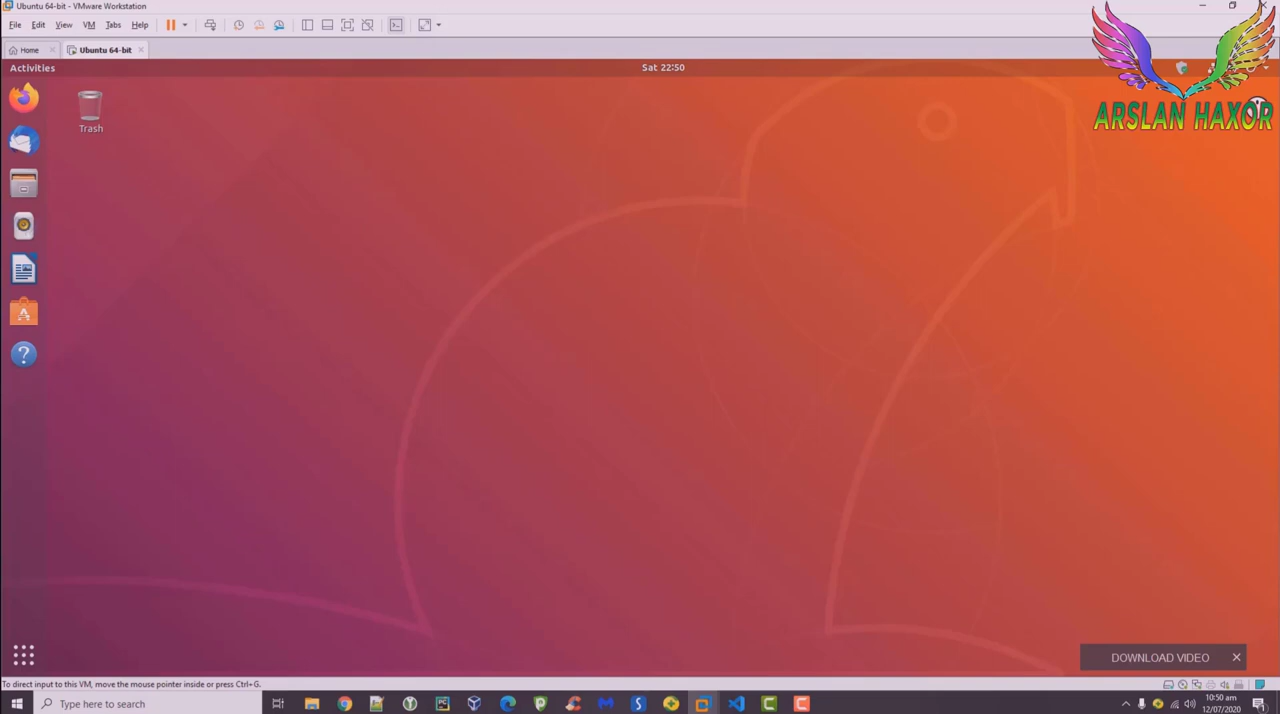 Ubuntu 64-bit - VMware Workstation
File Edit View VM Tabs Help
Home Ubuntu 64-bit
Activities
Sat 22:50
ARSLAN HAXOR
Trash
DOWNLOAD VIDEO
To direct input to this VM, move the mouse pointer inside or press Ctrl+G.
Type here to search
10:50 am
12/07/2020